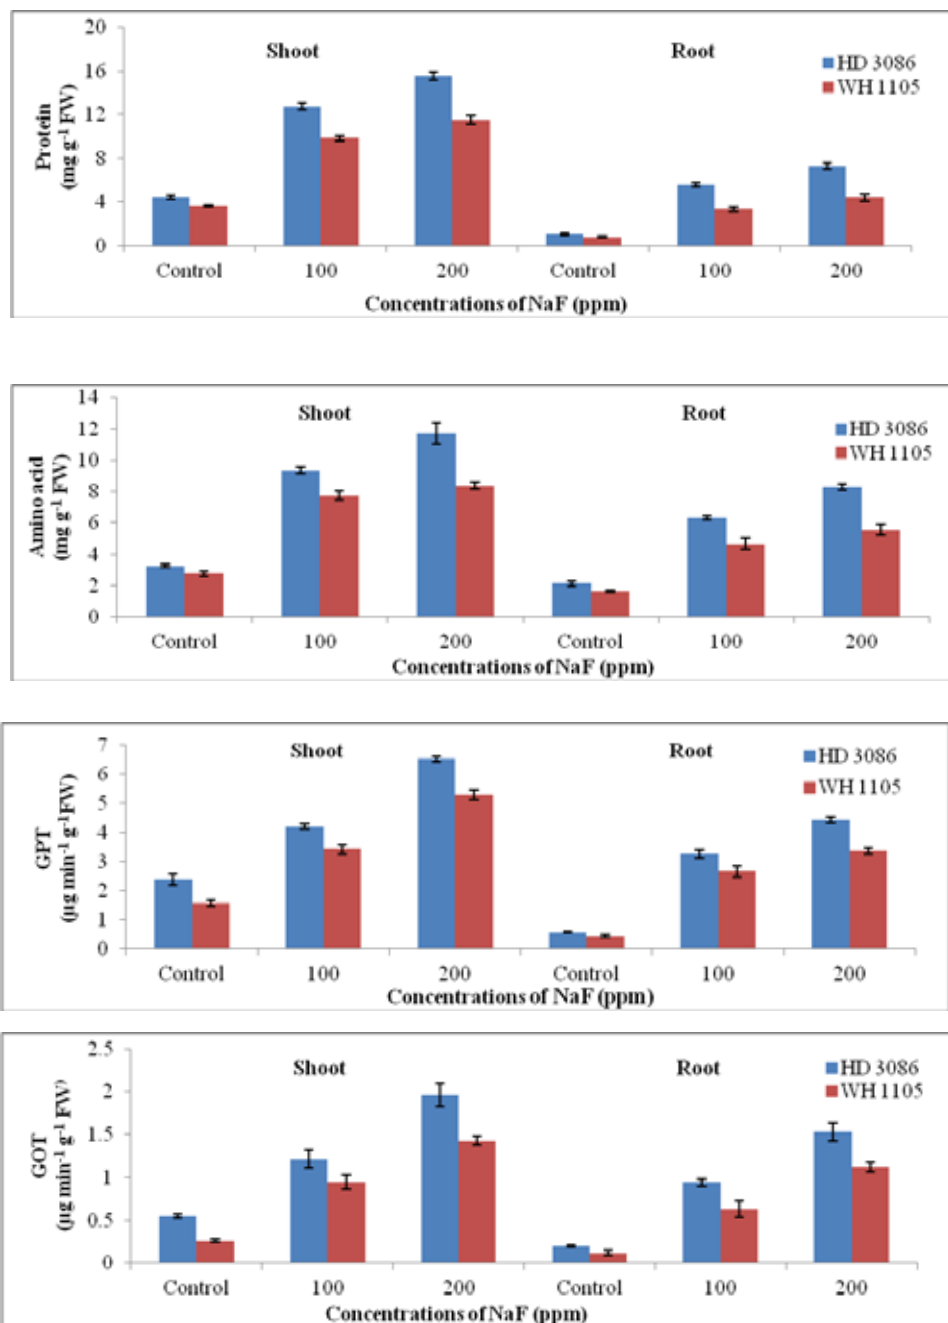 20
16
12
8
4
0
Protein
(mg g⁻¹ FW)
Shoot
Root
HD 3086
WH 1105
Control 100 200 Control 100 200
Concentrations of NaF (ppm)
14
12
10
8
6
4
2
0
Amino acid
(mg g⁻¹ FW)
Shoot
Root
HD 3086
WH 1105
Control 100 200 Control 100 200
Concentrations of NaF (ppm)
7
6
5
4
3
2
1
0
GPT
(µg min⁻¹ g⁻¹FW)
Shoot
Root
HD 3086
WH 1105
Control 100 200 Control 100 200
Concentrations of NaF (ppm)
2.5
2
1.5
1
0.5
0
GOT
(µg min⁻¹ g⁻¹ FW)
Shoot
Root
HD 3086
WH 1105
Control 100 200 Control 100 200
Concentrations of NaF (ppm)